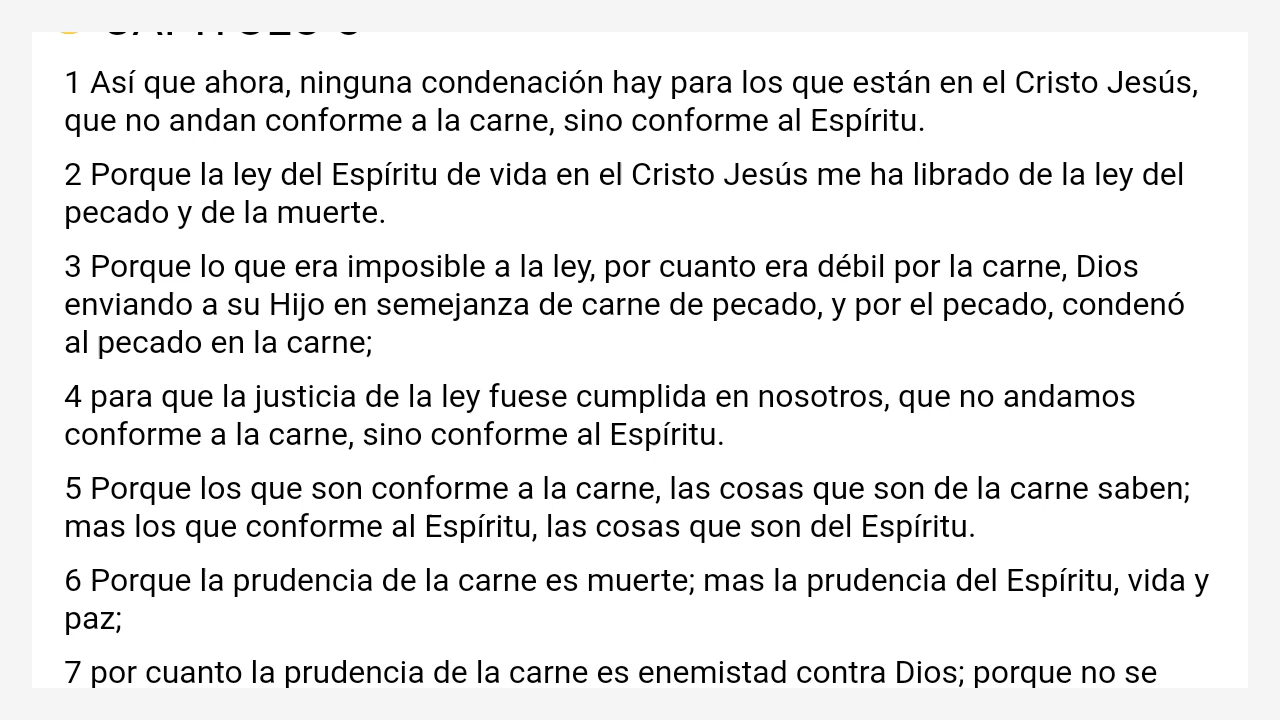 1 Así que ahora, ninguna condenación hay para los que están en el Cristo Jesús,
que no andan conforme a la carne, sino conforme al Espíritu.
2 Porque la ley del Espíritu de vida en el Cristo Jesús me ha librado de la ley del
pecado y de la muerte.
3 Porque lo que era imposible a la ley, por cuanto era débil por la carne, Dios
enviando a su Hijo en semejanza de carne de pecado, y por el pecado, condenó
al pecado en la carne;
4 para que la justicia de la ley fuese cumplida en nosotros, que no andamos
conforme a la carne, sino conforme al Espíritu.
5 Porque los que son conforme a la carne, las cosas que son de la carne saben;
mas los que conforme al Espíritu, las cosas que son del Espíritu.
6 Porque la prudencia de la carne es muerte; mas la prudencia del Espíritu, vida y
paz;
7 por cuanto la prudencia de la carne es enemistad contra Dios; porque no se